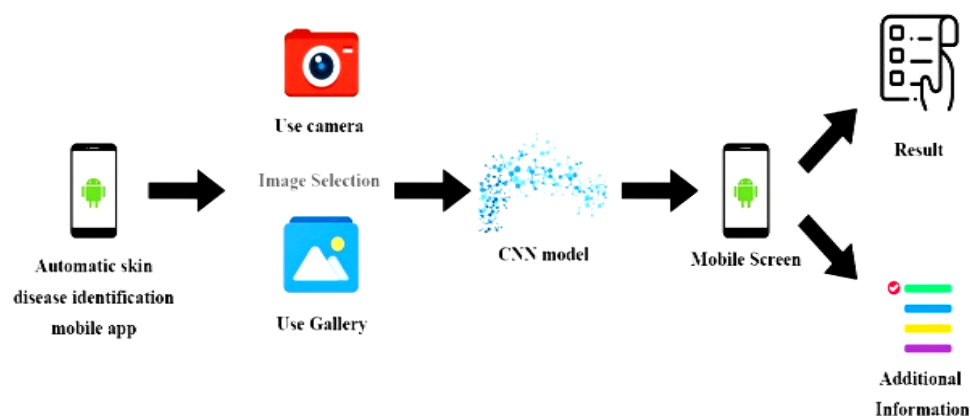 Automatic skin
disease identification
mobile app
Use camera
Image Selection
Use Gallery
CNN model
Mobile Screen
Result
Additional
Information